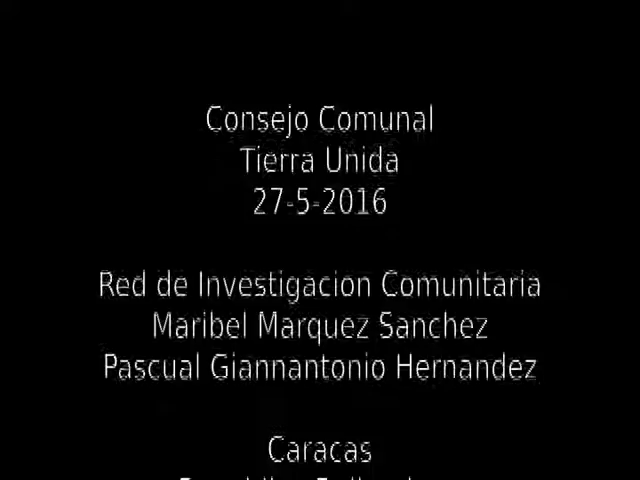 Consejo Comunal
Tierra Unida
27-5-2016
Red de Investigacion Comunitaria
Maribel Marquez Sanchez
Pascual Giannantonio Hernandez
Caracas